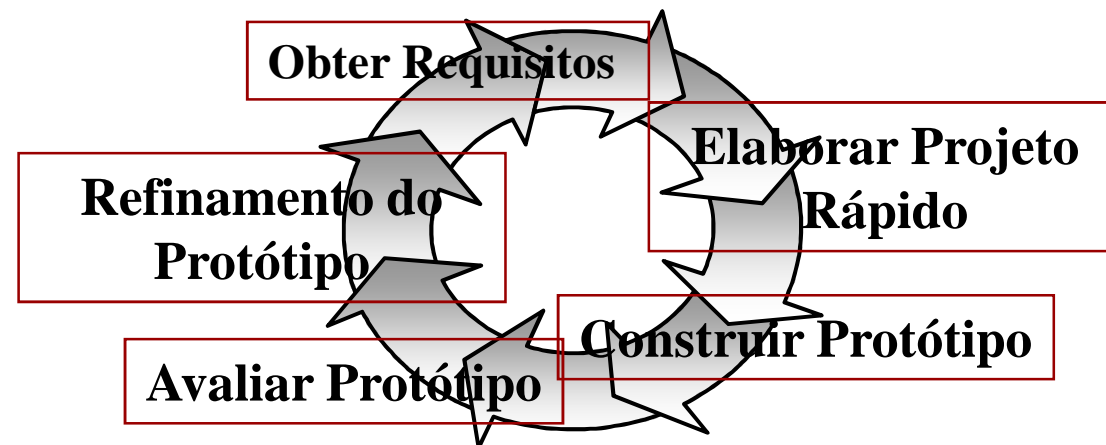 Obter Requisitos
Elaborar Projeto
Rápido
Construir Protótipo
Avaliar Protótipo
Refinamento do
Protótipo